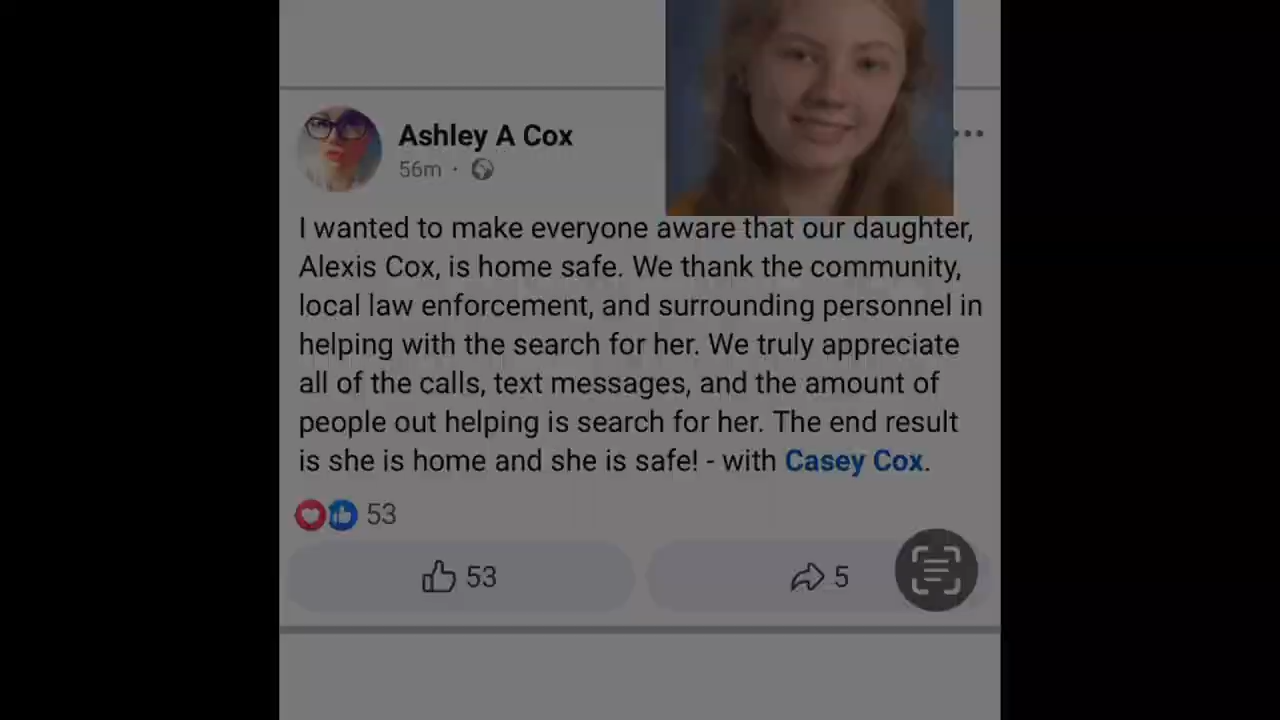 Ashley A Cox
56m ·
I wanted to make everyone aware that our daughter,
Alexis Cox, is home safe. We thank the community,
local law enforcement, and surrounding personnel in
helping with the search for her. We truly appreciate
all of the calls, text messages, and the amount of
people out helping is search for her. The end result
is she is home and she is safe! - with Casey Cox.
53
53
5